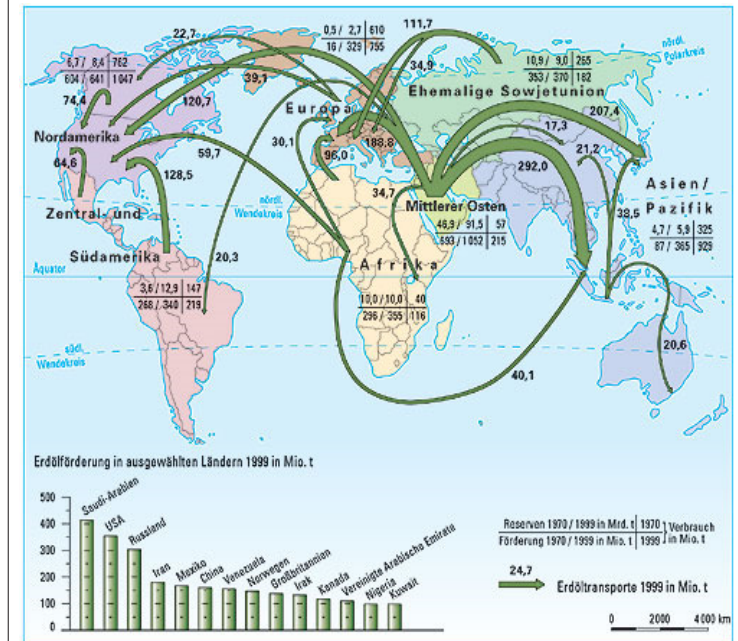 22,7
0,5 / 2,7 610
16 / 329 755
111,7
nördl.
Polarkreis
6,7 / 8,4 762
604 / 641 1 047
39,1
34,9
10,9 / 9,0 265
353 / 370 182
Ehemalige Sowjetunion
74,4
120,7
Europa
207,4
17,3
Nordamerika
30,1
188,8
96,0
21,2
59,7
64,6
128,5
292,0
34,7
Asien/
Pazifik
nördl.
Wendekreis
Mittlerer Osten
38,5
Zentral- und
Südamerika
46,9 / 91,5 57
693 / 1 052 215
4,7 / 5,9 325
87 / 365 929
20,3
Afrika
Äquator
3,6 / 12,9 147
268 / 340 219
10,0 / 10,0 40
296 / 355 116
20,6
südl.
Wendekreis
40,1
Erdölförderung in ausgewählten Ländern 1999 in Mio. t
500
400
300
200
100
0
Saudi-Arabien
USA
Russland
Iran
Mexiko
China
Venezuela
Norwegen
Großbritannien
Irak
Kanada
Vereinigte Arabische Emirate
Nigeria
Kuwait
Reserven 1970 / 1999 in Mrd. t 1970 Verbrauch
Förderung 1970 / 1999 in Mio. t 1999 in Mio. t
24,7
Erdöltransporte 1999 in Mio. t
0 2000 4000 km